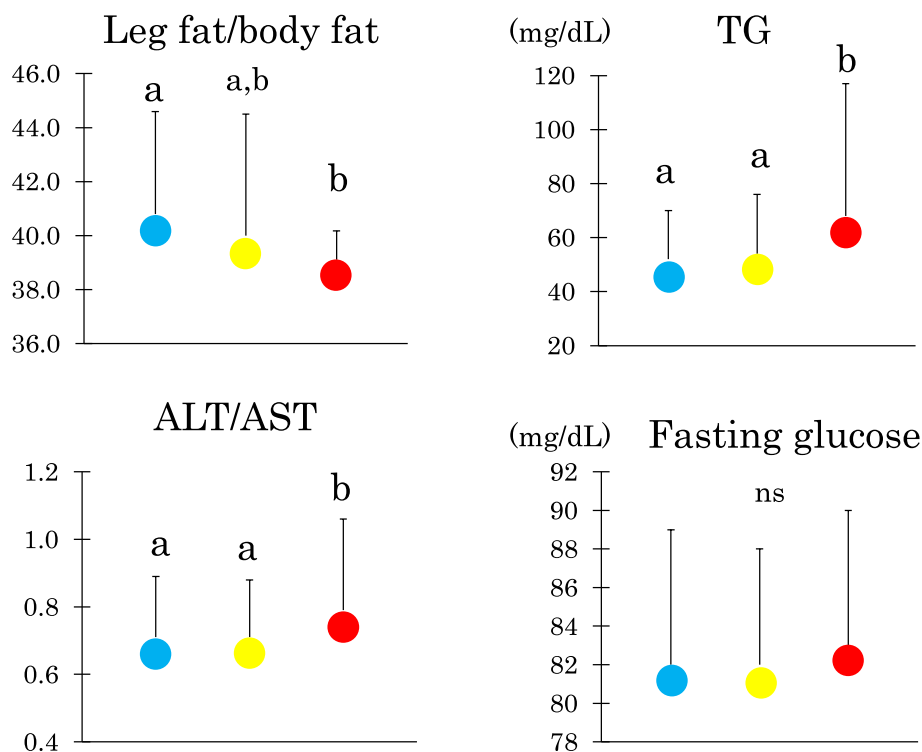 Leg fat/body fat
46.0
44.0
42.0
40.0
38.0
36.0
a
a,b
b
(mg/dL)
TG
120
100
80
60
40
20
a
a
b
ALT/AST
1.2
1.0
0.8
0.6
0.4
a
a
b
(mg/dL)
Fasting glucose
92
90
88
86
84
82
80
78
ns